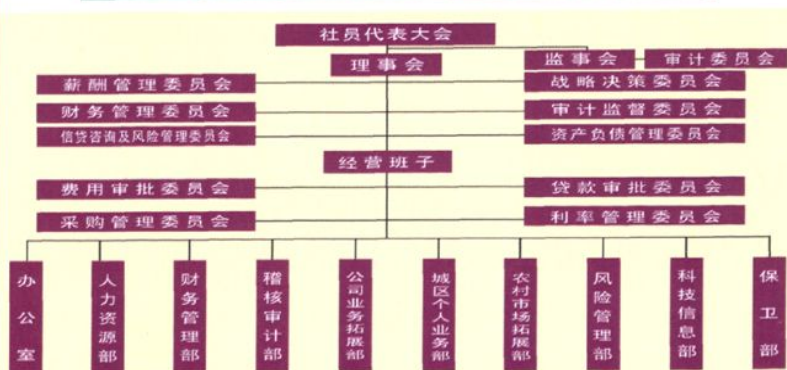 社员代表大会
理事会
监事会
审计委员会
薪酬管理委员会
战略决策委员会
财务管理委员会
审计监督委员会
信贷咨询及风险管理委员会
资产负债管理委员会
经营班子
费用审批委员会
贷款审批委员会
采购管理委员会
利率管理委员会
办公室
人力资源部
财务管理部
稽核审计部
公司业务拓展部
城区个人业务部
农村市场拓展部
风险管理部
科技信息部
保卫部